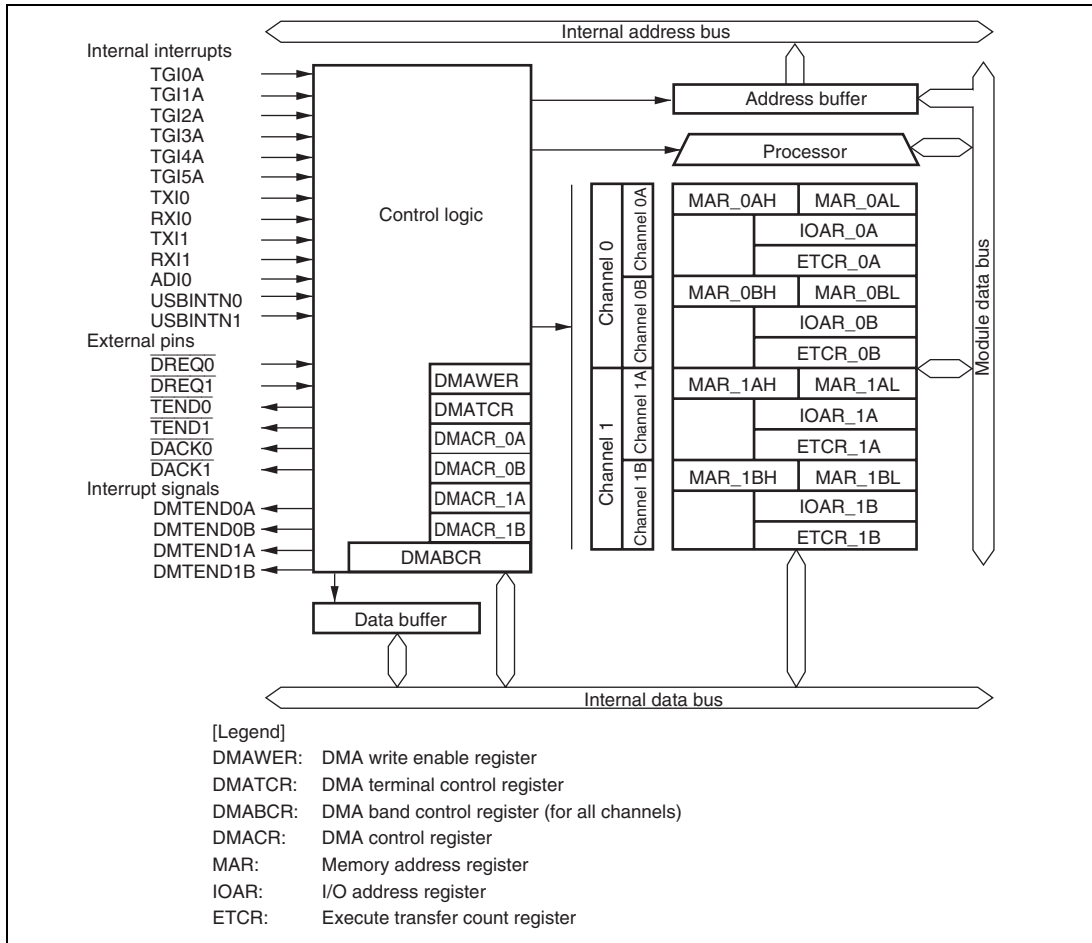 Internal address bus
Internal interrupts
TGI0A
TGI1A
TGI2A
TGI3A
TGI4A
TGI5A
TXI0
RXI0
TXI1
RXI1
ADI0
USBINTN0
USBINTN1
External pins
DREQ0
DREQ1
TEND0
TEND1
DACK0
DACK1
Interrupt signals
DMTEND0A
DMTEND0B
DMTEND1A
DMTEND1B
Control logic
DMAWER
DMATCR
DMACR_0A
DMACR_0B
DMACR_1A
DMACR_1B
DMABCR
Data buffer
Address buffer
Processor
Channel 0
Channel 0A
Channel 0B
Channel 1
Channel 1A
Channel 1B
MAR_0AH MAR_0AL
IOAR_0A
ETCR_0A
MAR_0BH MAR_0BL
IOAR_0B
ETCR_0B
MAR_1AH MAR_1AL
IOAR_1A
ETCR_1A
MAR_1BH MAR_1BL
IOAR_1B
ETCR_1B
Module data bus
Internal data bus
[Legend]
DMAWER: DMA write enable register
DMATCR: DMA terminal control register
DMABCR: DMA band control register (for all channels)
DMACR: DMA control register
MAR: Memory address register
IOAR: I/O address register
ETCR: Execute transfer count register